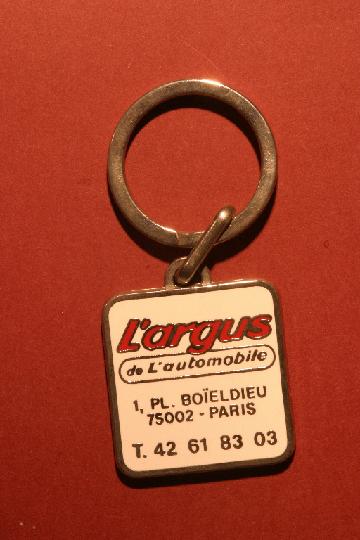 L'argus
de L'automobile
1, PL. BOÏELDIEU
75002 - PARIS
T. 42 61 83 03